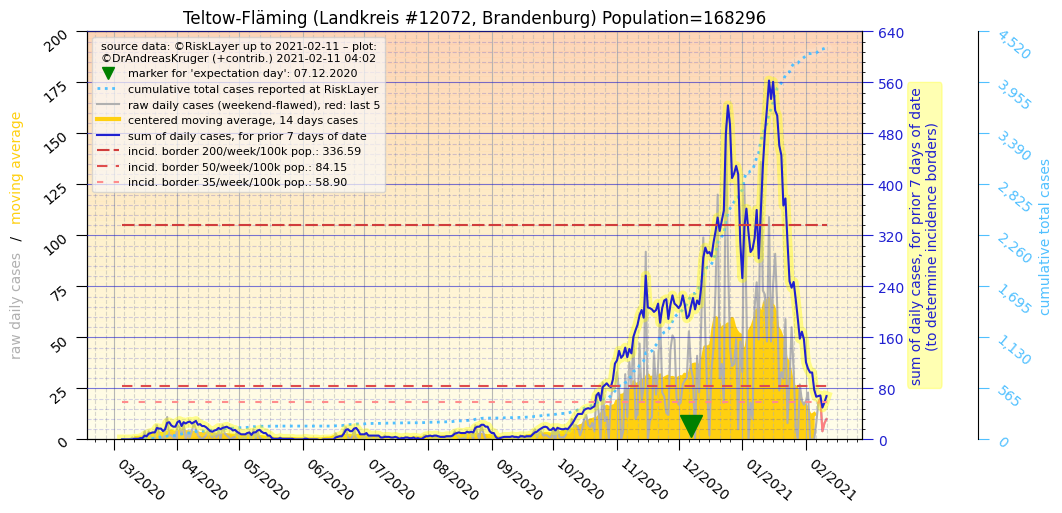 Teltow-Fläming (Landkreis #12072, Brandenburg) Population=168296
source data: ©RiskLayer up to 2021-02-11 – plot:
©DrAndreasKruger (+contrib.) 2021-02-11 04:02
marker for 'expectation day': 07.12.2020
cumulative total cases reported at RiskLayer
raw daily cases (weekend-flawed), red: last 5
centered moving average, 14 days cases
sum of daily cases, for prior 7 days of date
incid. border 200/week/100k pop.: 336.59
incid. border 50/week/100k pop.: 84.15
incid. border 35/week/100k pop.: 58.90
raw daily cases / moving average
200
175
150
125
100
75
50
25
0
03/2020
04/2020
05/2020
06/2020
07/2020
08/2020
09/2020
10/2020
11/2020
12/2020
01/2021
02/2021
640
560
480
400
320
240
160
80
0
sum of daily cases, for prior 7 days of date
(to determine incidence borders)
4,520
3,955
3,390
2,825
2,260
1,695
1,130
565
0
cumulative total cases